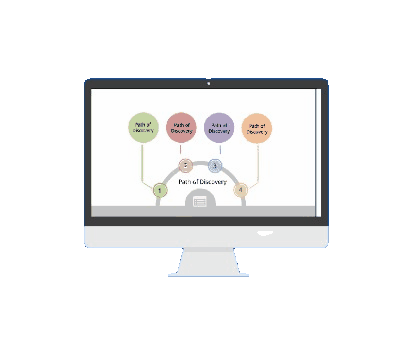 Path of
Discovery
Path of
Discovery
Path of
Discovery
Path of
Discovery
1
2
3
4
Path of Discovery